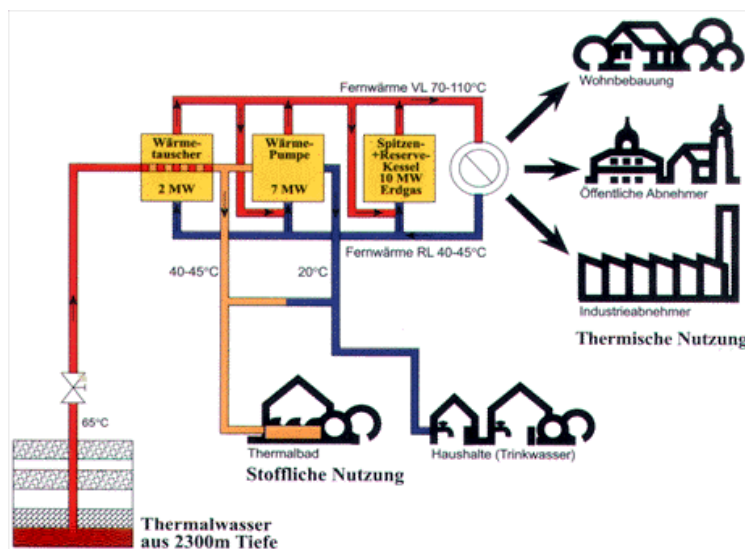 Fernwärme VL 70-110°C
Wohnbebauung
Wärme-
tauscher
2 MW
Wärme-
Pumpe
7 MW
Spitzen-
+Reserve-
Kessel
10 MW
Erdgas
Öffentliche Abnehmer
Fernwärme RL 40-45°C
40-45°C
20°C
Industrieabnehmer
Thermische Nutzung
65°C
Thermalbad
Haushalte (Trinkwasser)
Stoffliche Nutzung
Thermalwasser
aus 2300m Tiefe